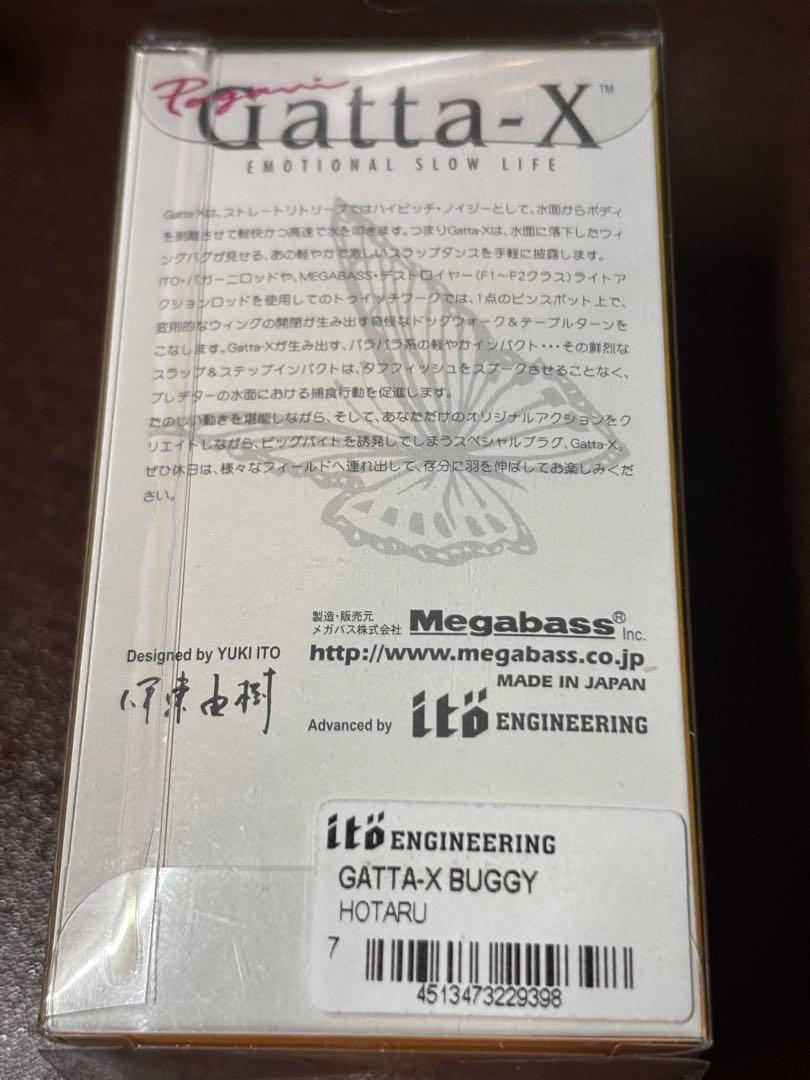 Pagani
Gatta-X™
EMOTIONAL SLOW LIFE
Gatta-Xは、ストレートリトリーブではハイピッチ・ノイジーとして、水面からボディ
を剥離させて軽快かつ高速で水を叩きます。つまりGatta-Xは、水面に落下したウィ
ングバグが見せる、あの軽やかで激しいスラップダンスを手軽に披露します。
ITO・パガーニロッドや、MEGABASS・デストロイヤー(F1～F2クラス)ライトア
クションロッドを使用してのトゥイッチワークでは、1点のピンスポット上で、
変則的なウィングの開閉が生み出す奇怪なドッグウォーク＆テーブルターンを
こなします。Gatta-Xが生み出す、パラパラ系の軽やかインパクト・・・その鮮烈な
スラップ＆ステップインパクトは、タフフィッシュをスプークさせることなく、
プレデターの水面における捕食行動を促進します。
たのしい動きを堪能しながら、そして、あなただけのオリジナルアクションをク
リエイトしながら、ビッグバイトを誘発してしまうスペシャルプラグ、Gatta-X。
ぜひ休日は、様々なフィールドへ連れ出して、存分に羽を伸ばしてお楽しみくだ
さい。
製造・販売元
メガバス株式会社 Megabass® Inc.
Designed by YUKI ITO http://www.megabass.co.jp
MADE IN JAPAN
伊東由樹
Advanced by itö ENGINEERING
itö ENGINEERING
GATTA-X BUGGY
HOTARU
7
4513473229398